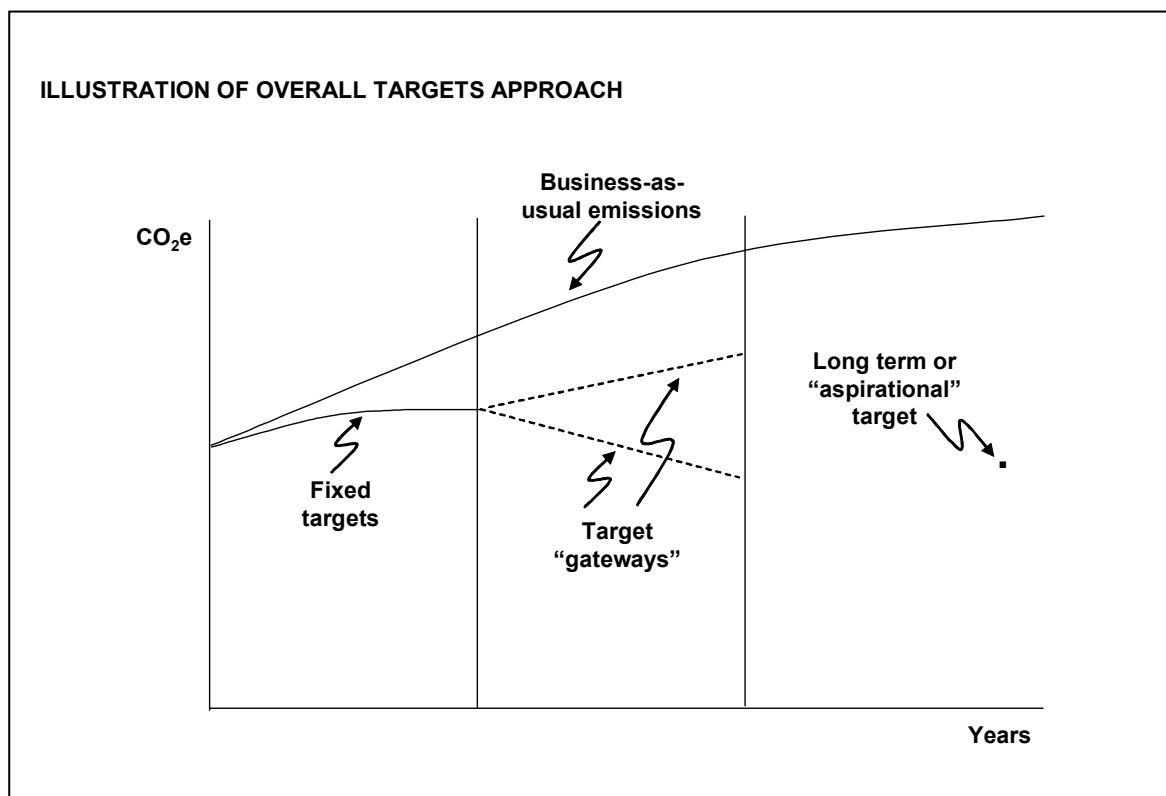 ILLUSTRATION OF OVERALL TARGETS APPROACH
Business-as-
usual emissions
CO₂e
Long term or
“aspirational”
target
Fixed
targets
Target
“gateways”
Years